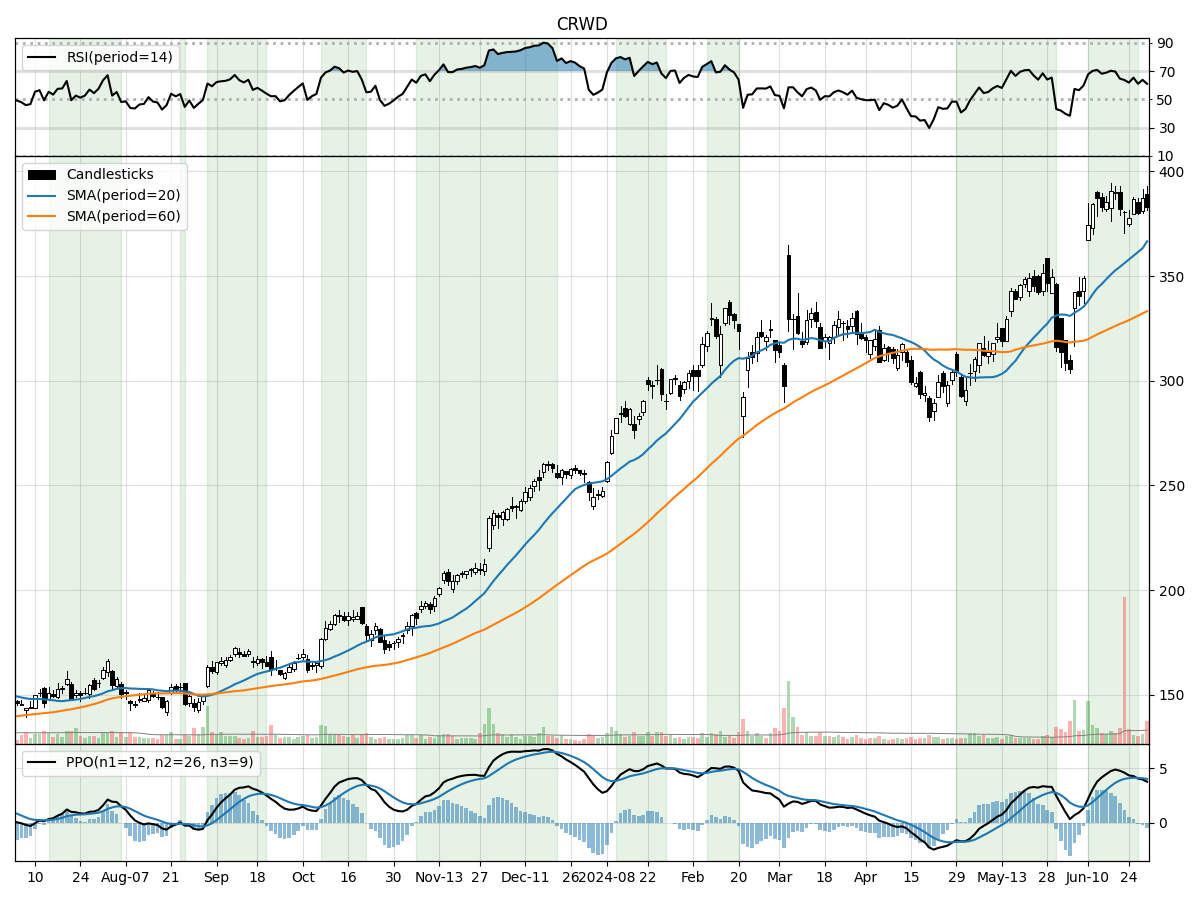 CRWD
RSI(period=14)
90
70
50
30
10
Candlesticks
SMA(period=20)
SMA(period=60)
400
350
300
250
200
150
PPO(n1=12, n2=26, n3=9)
5
0
10 24 Aug-07 21 Sep 18 Oct 16 30 Nov-13 27 Dec-11 26 2024-08 22 Feb 20 Mar 18 Apr 15 29 May-13 28 Jun-10 24